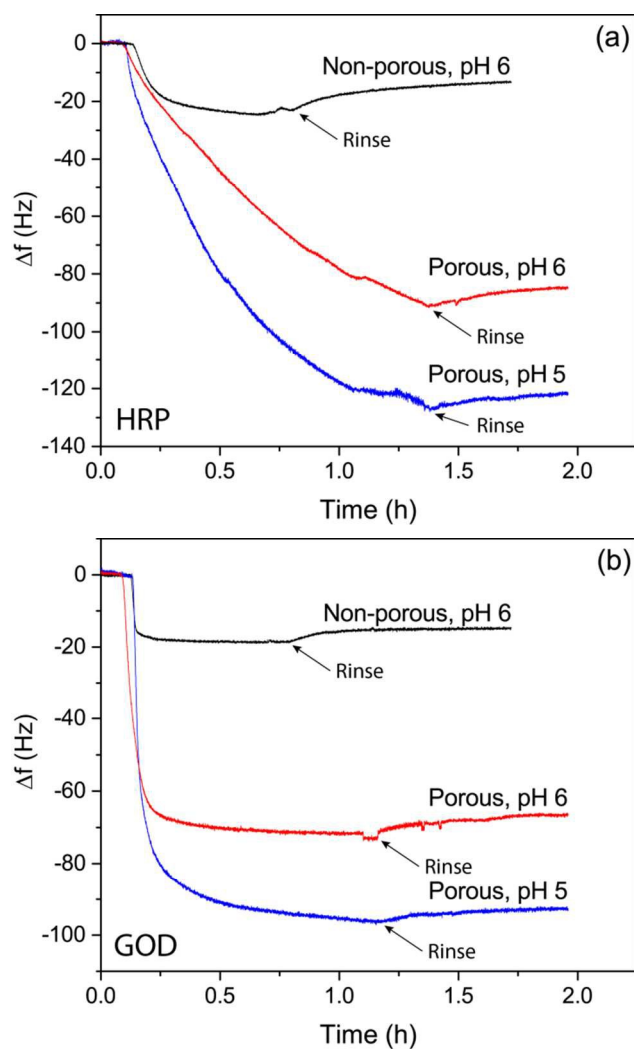 (a)
0
Non-porous, pH 6
-20
Rinse
-40
-60
Δf (Hz)
-80
Porous, pH 6
Rinse
-100
Porous, pH 5
-120
Rinse
HRP
-140
0.0 0.5 1.0 1.5 2.0
Time (h)
(b)
0
Non-porous, pH 6
-20
Rinse
-40
Δf (Hz)
-60
Porous, pH 6
Rinse
-80
Porous, pH 5
-100
GOD
Rinse
0.0 0.5 1.0 1.5 2.0
Time (h)